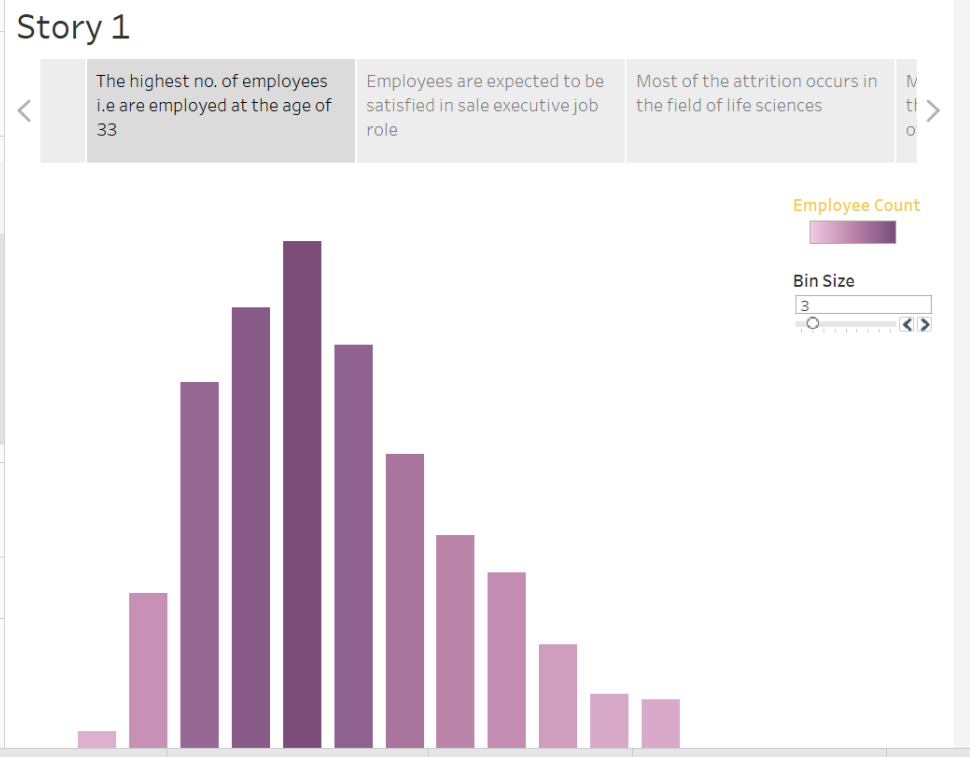 Story 1
The highest no. of employees
i.e are employed at the age of
33
Employees are expected to be
satisfied in sale executive job
role
Most of the attrition occurs in
the field of life sciences
Employee Count
Bin Size
3